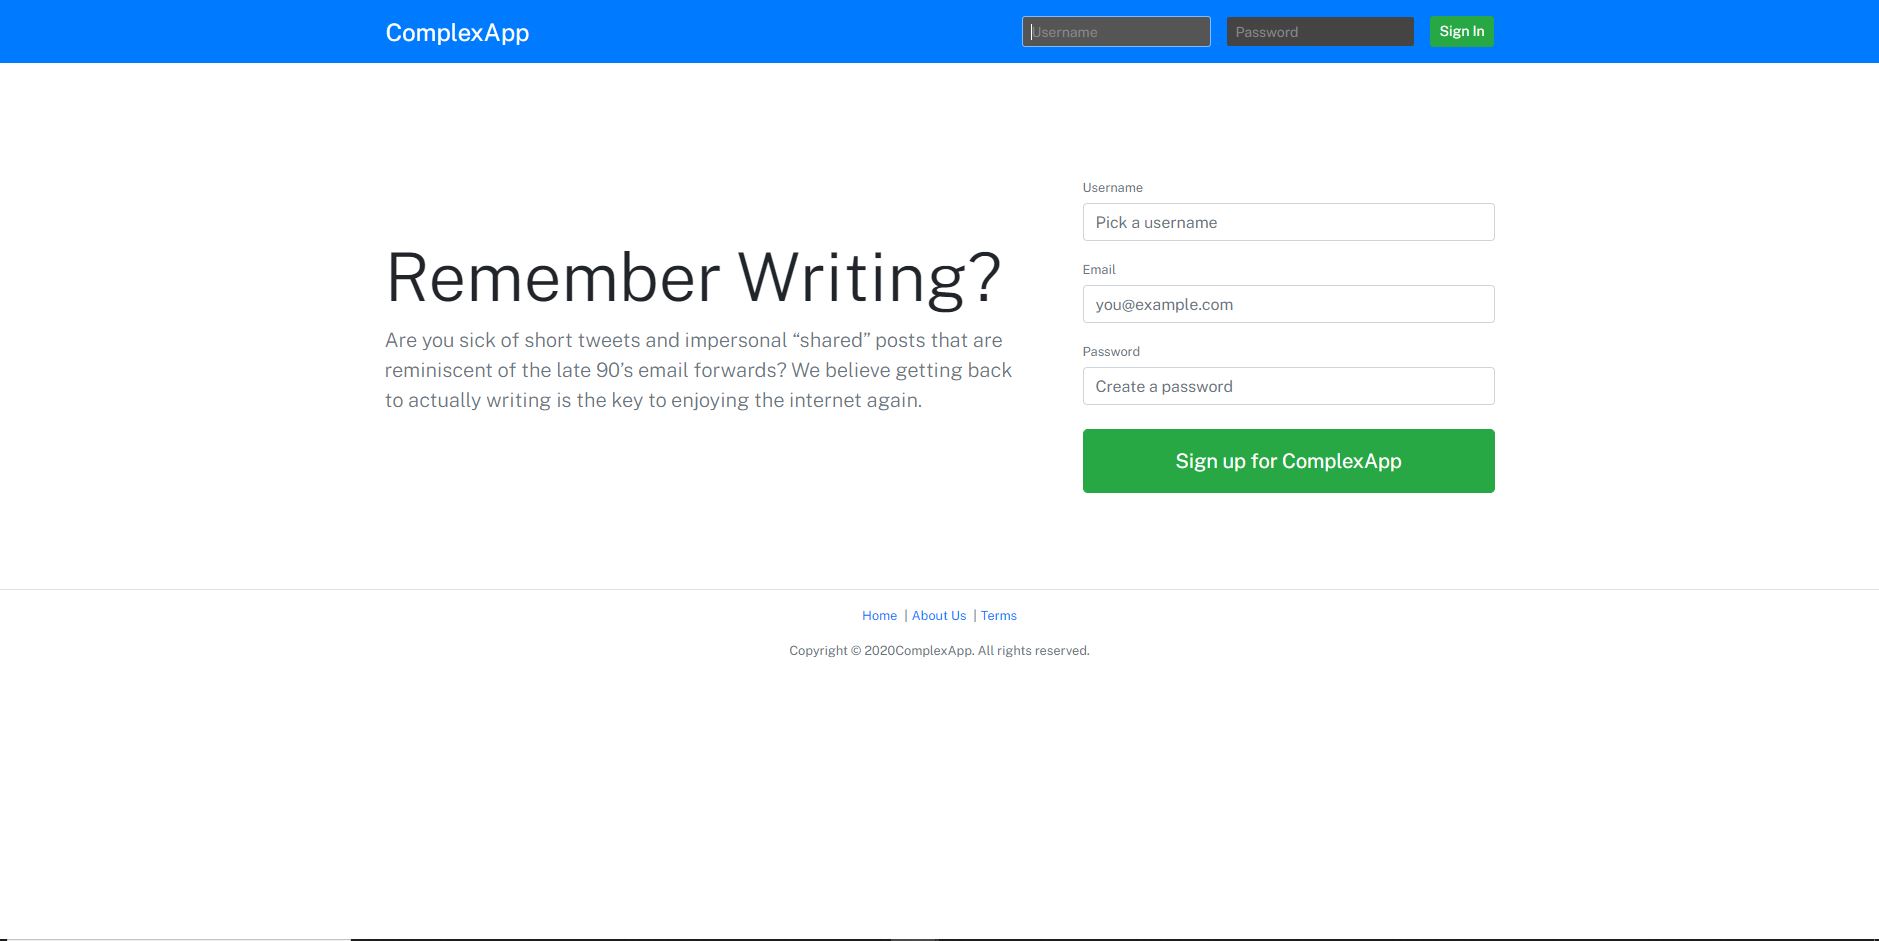 ComplexApp
Username
Password
Sign In
Remember Writing?
Are you sick of short tweets and impersonal “shared” posts that are
reminiscent of the late 90’s email forwards? We believe getting back
to actually writing is the key to enjoying the internet again.
Username
Pick a username
Email
you@example.com
Password
Create a password
Sign up for ComplexApp
Home | About Us | Terms
Copyright © 2020ComplexApp. All rights reserved.